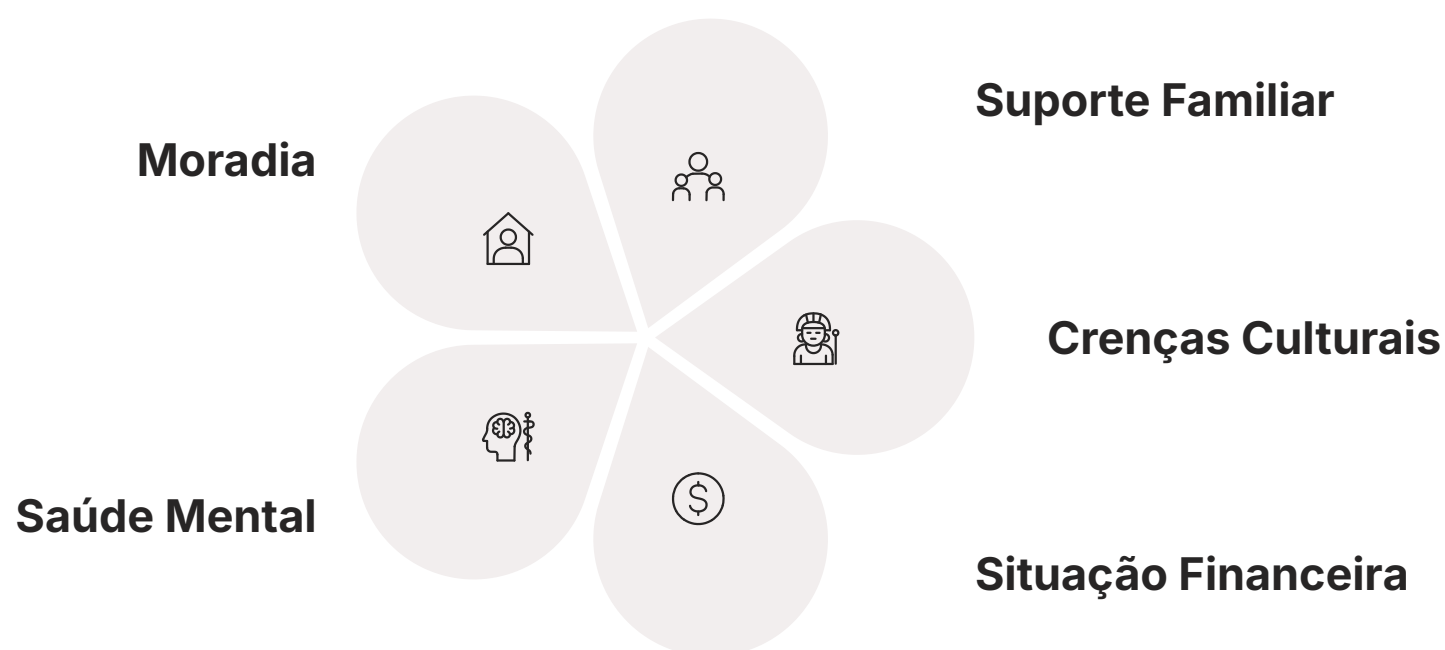 Suporte Familiar
Moradia
Crenças Culturais
Saúde Mental
Situação Financeira